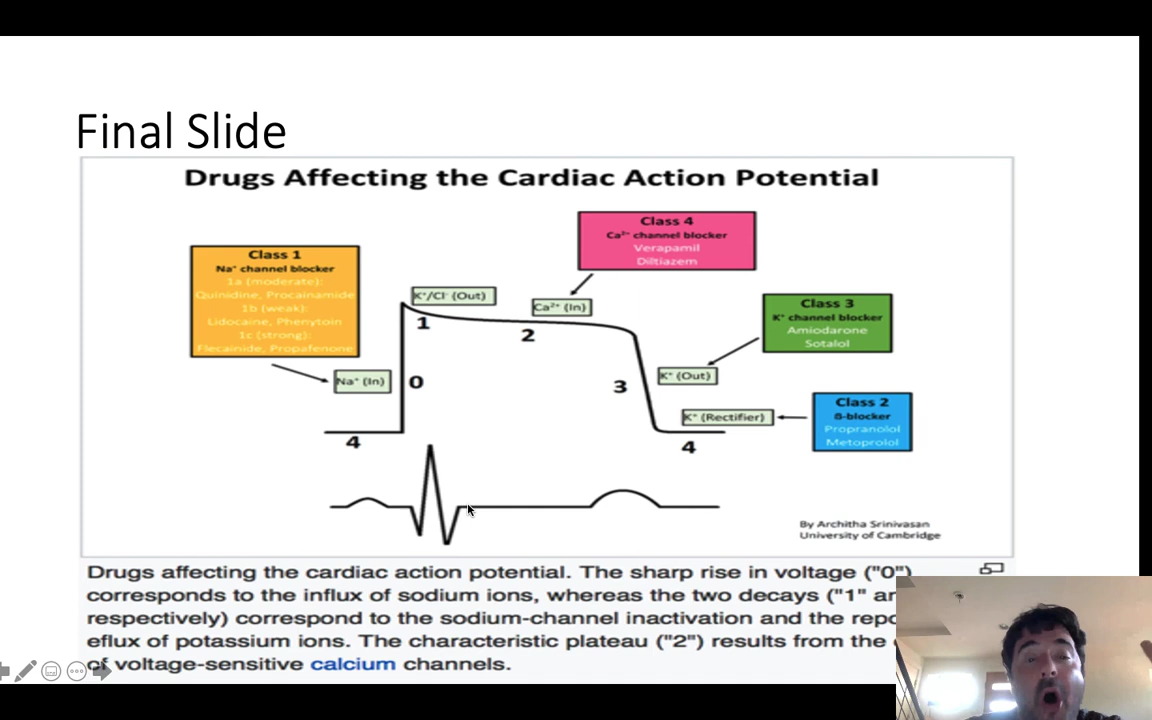 Final Slide
Drugs Affecting the Cardiac Action Potential
Class 4
Ca²⁺ channel blocker
Verapamil
Diltiazem
Class 1
Na⁺ channel blocker
1a (moderate):
Quinidine, Procainamide
1b (weak):
Lidocaine, Phenytoin
1c (strong):
Flecainide, Propafenone
K⁺/Cl⁻ (Out)
Ca²⁺ (In)
Class 3
K⁺ channel blocker
Amiodarone
Sotalol
1
2
Na⁺ (In)
0
3
K⁺ (Out)
Class 2
ß-blocker
Propranolol
Metoprolol
K⁺ (Rectifier)
4
4
By Architha Srinivasan
University of Cambridge
Drugs affecting the cardiac action potential. The sharp rise in voltage ("0")
corresponds to the influx of sodium ions, whereas the two decays ("1"
respectively) correspond to the sodium-channel inactivation and the
eflux of potassium ions. The characteristic plateau ("2") results from the
of voltage-sensitive calcium channels.